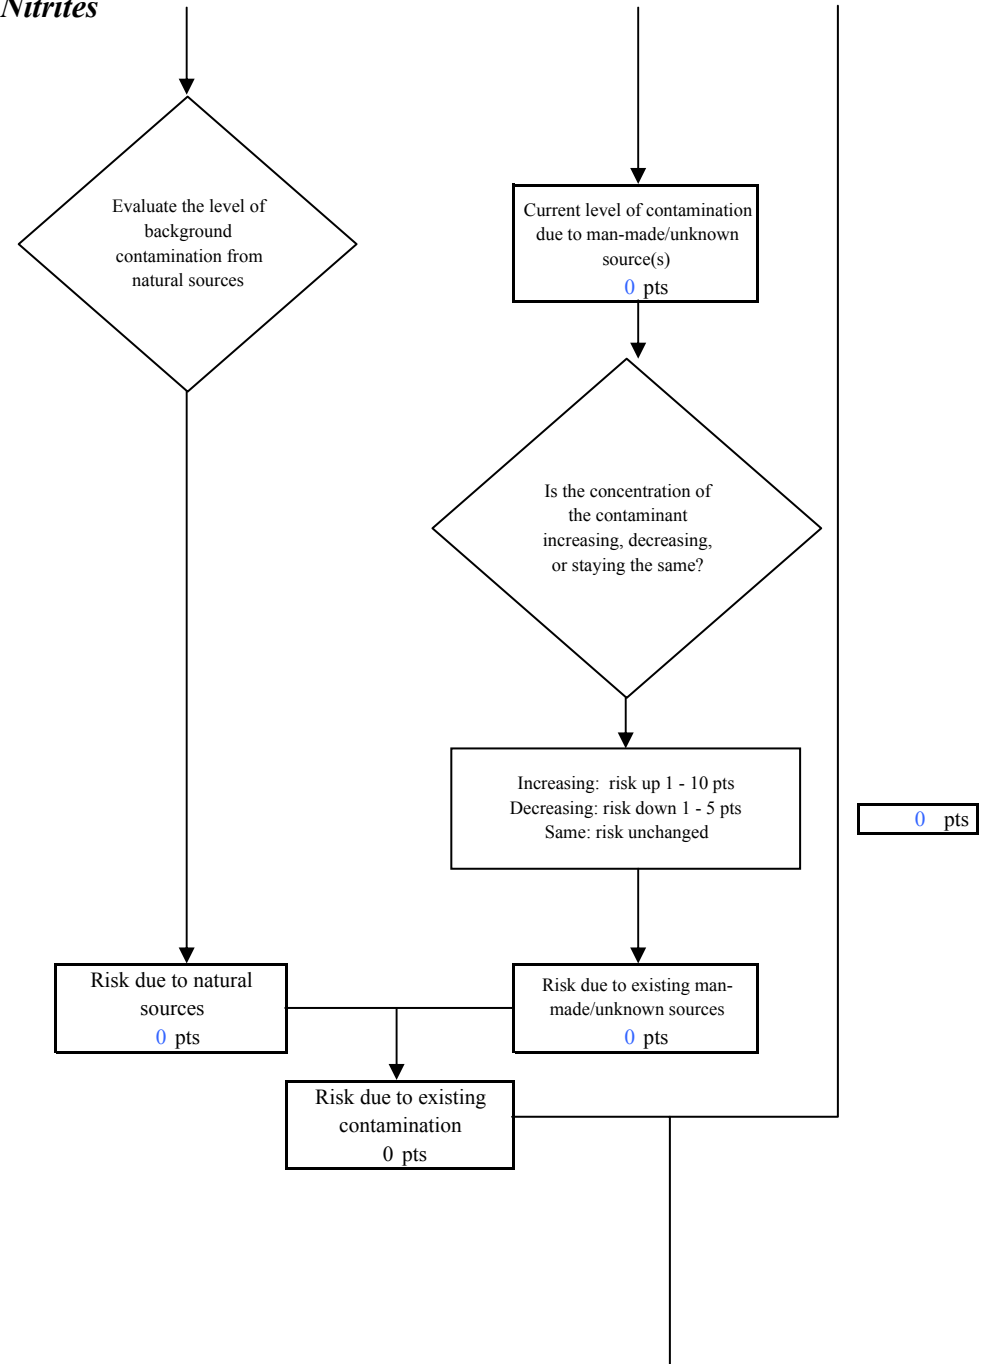 Nitrites
Evaluate the level of
background
contamination from
natural sources
Current level of contamination
due to man-made/unknown
source(s)
0 pts
Is the concentration of
the contaminant
increasing, decreasing,
or staying the same?
Increasing: risk up 1 - 10 pts
Decreasing: risk down 1 - 5 pts
Same: risk unchanged
0 pts
Risk due to natural
sources
0 pts
Risk due to existing man-
made/unknown sources
0 pts
Risk due to existing
contamination
0 pts